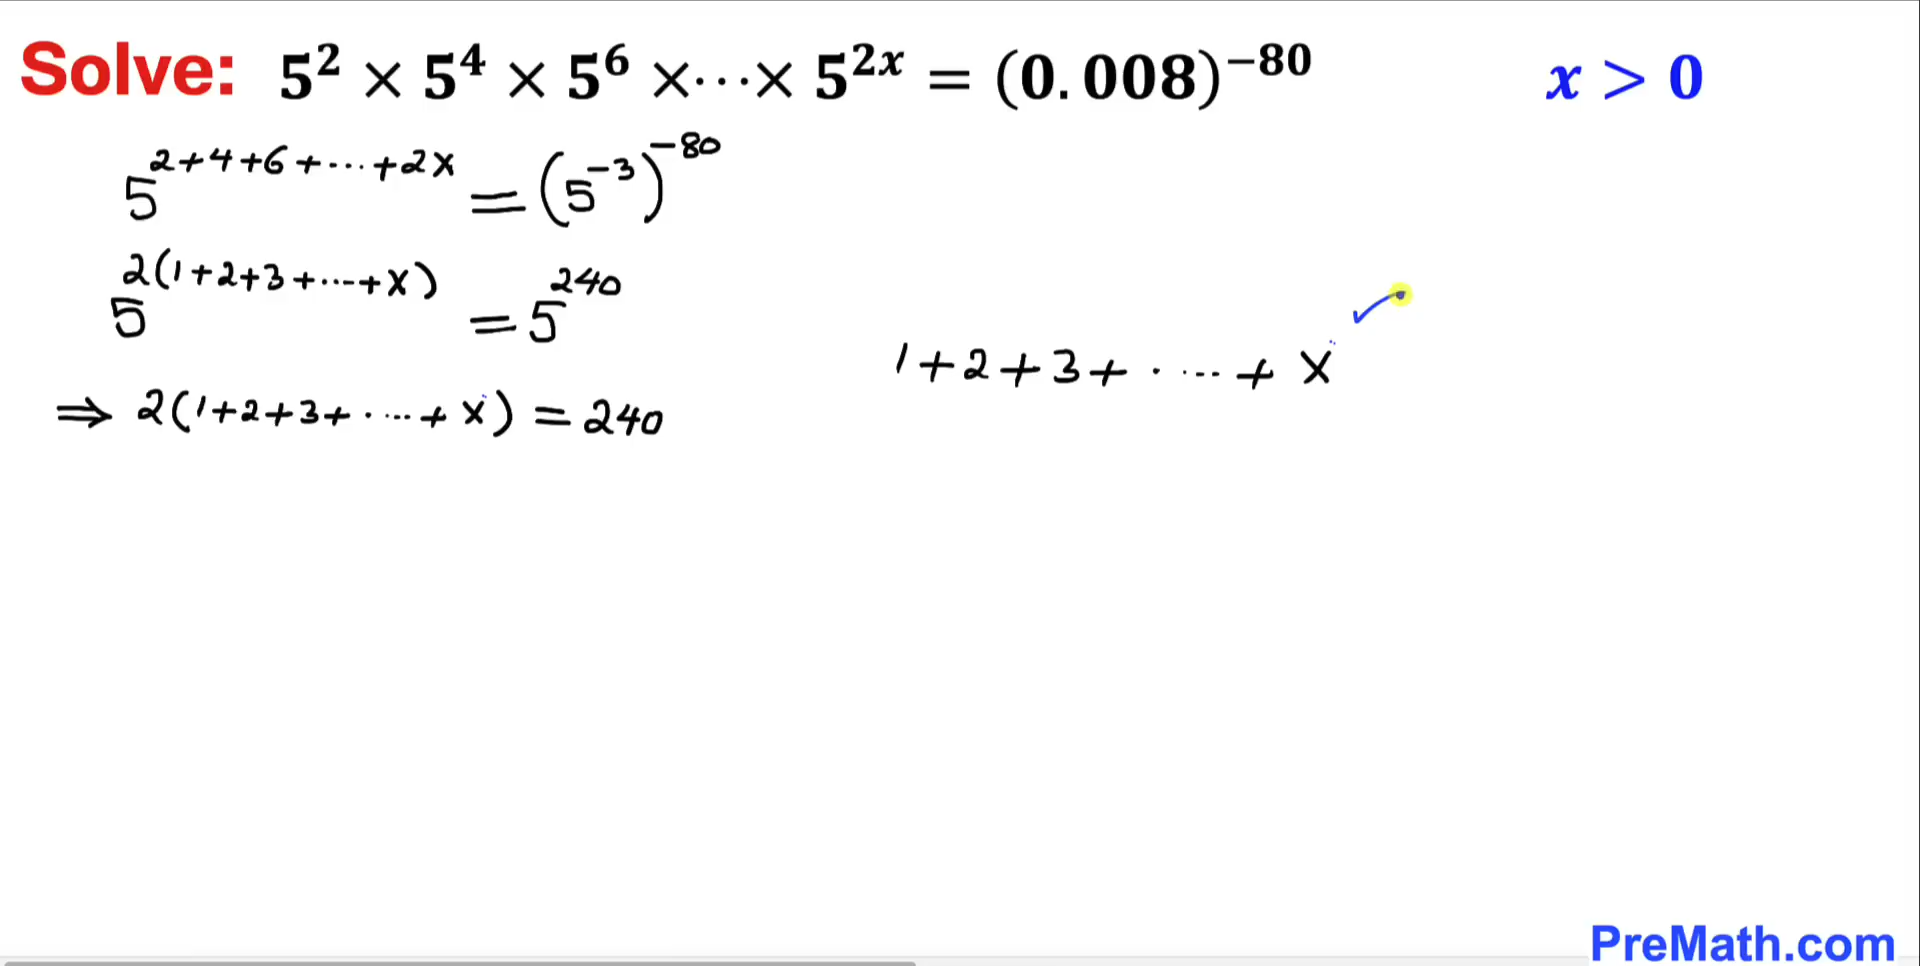 Solve: 5² × 5⁴ × 5⁶ ×···× 5²ˣ = (0.008)⁻⁸⁰ x > 0
5^(2+4+6+···+2x) = (5⁻³)⁻⁸⁰
5^(2(1+2+3+···+x)) = 5²⁴⁰
1+2+3+····+ x
⇒ 2(1+2+3+····+ x) = 240
PreMath.com